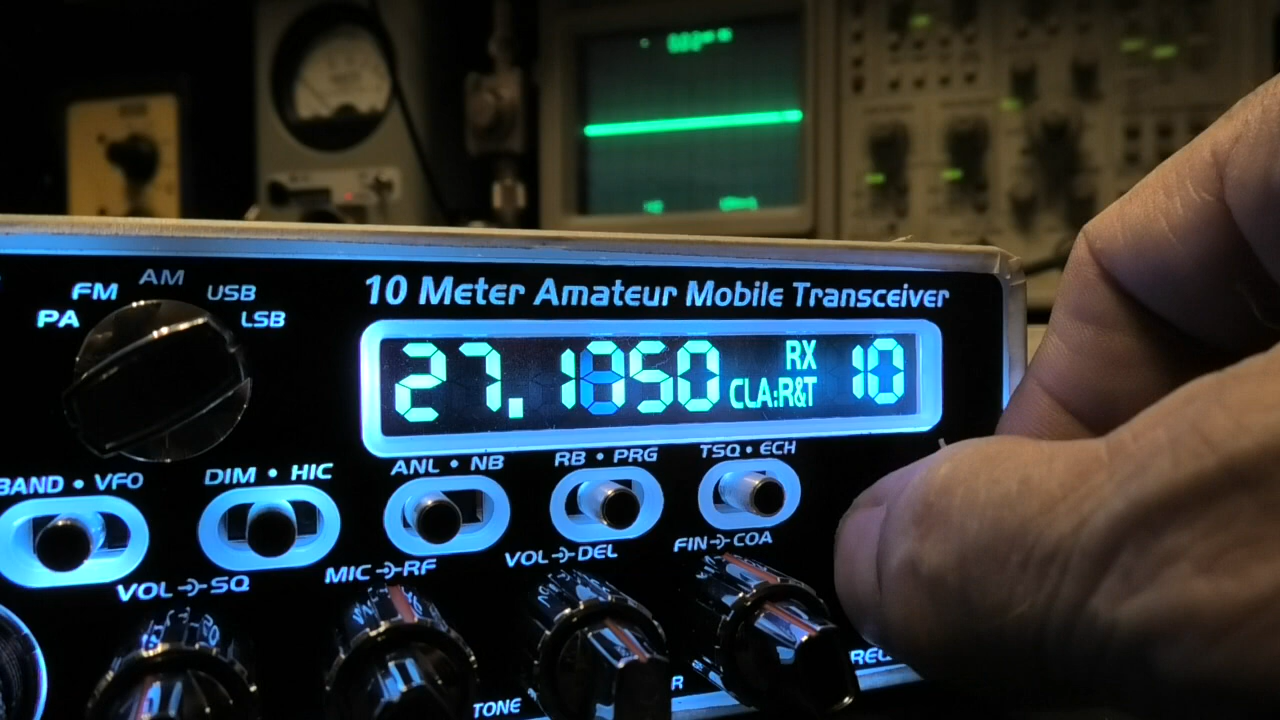 AM
FM
USB
PA
LSB
10 Meter Amateur Mobile Transceiver
27.1850
RX
CLA:R&T
10
BAND • VFO
DIM • HIC
ANL • NB
RB • PRG
TSQ • ECH
VOL SQ
MIC RF
VOL DEL
FIN COA
TONE